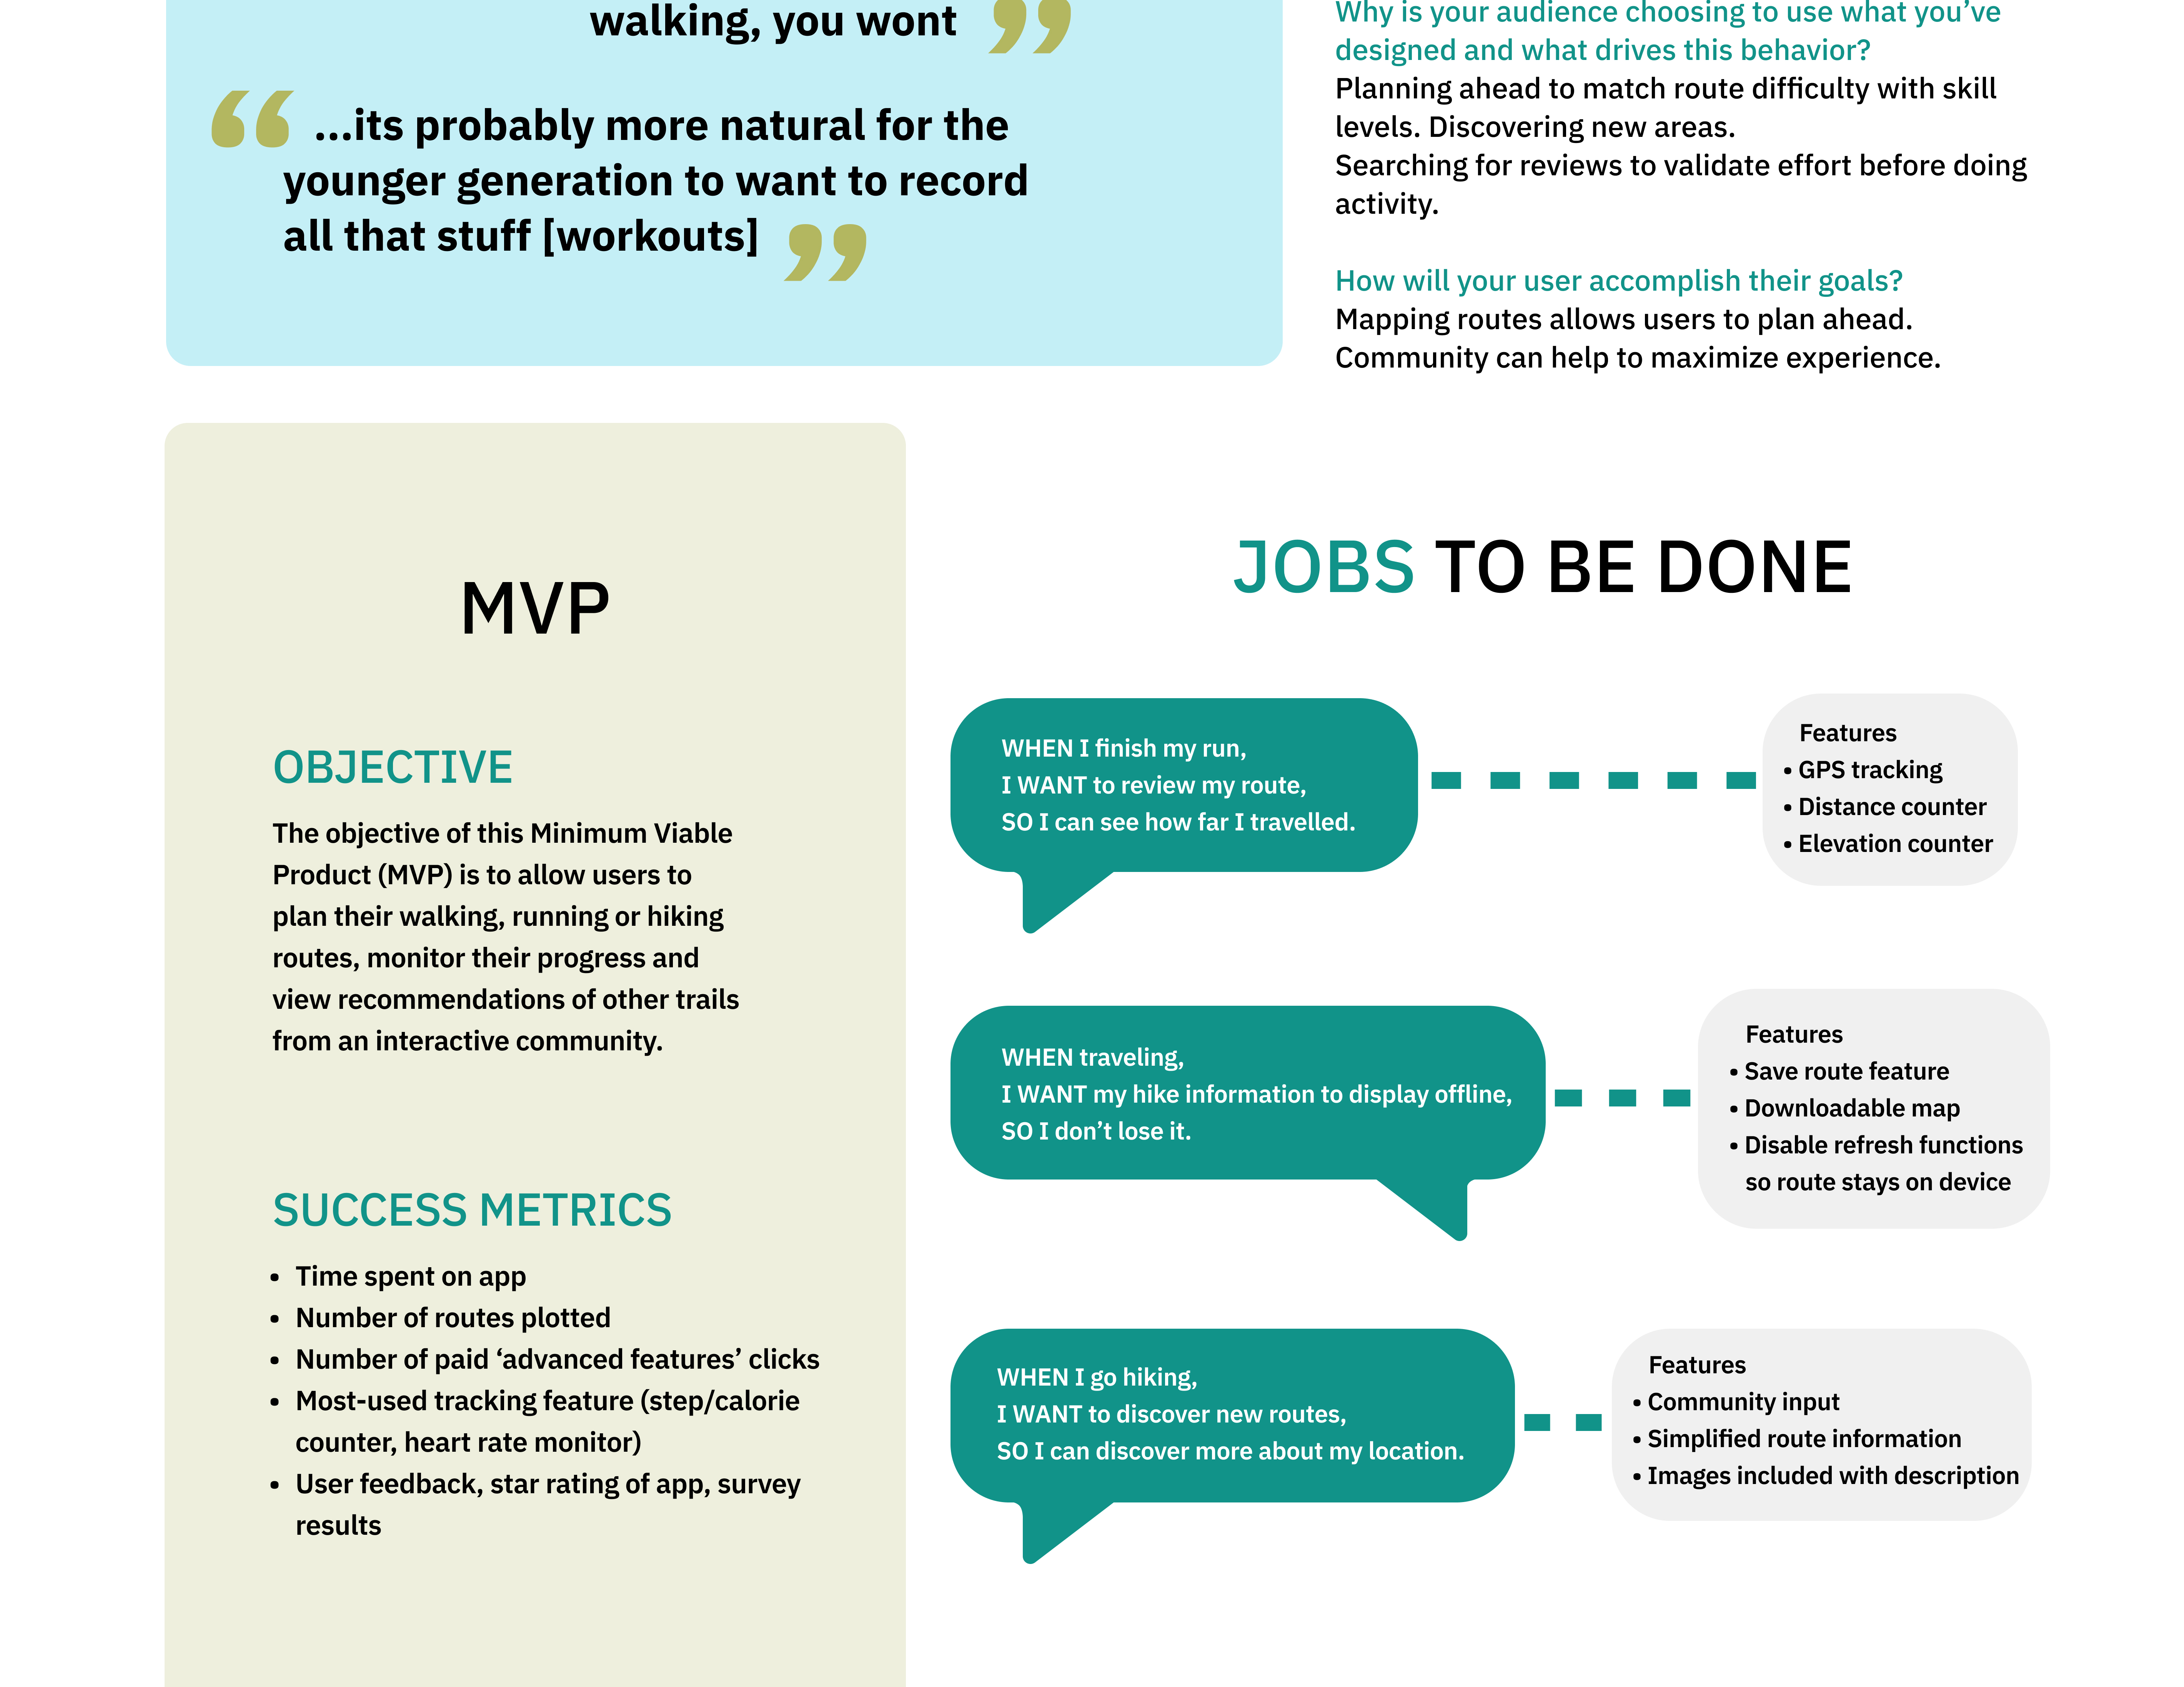 walking, you wont ”
“ ...its probably more natural for the
younger generation to want to record
all that stuff [workouts] ”
Why is your audience choosing to use what you’ve
designed and what drives this behavior?
Planning ahead to match route difficulty with skill
levels. Discovering new areas.
Searching for reviews to validate effort before doing
activity.
How will your user accomplish their goals?
Mapping routes allows users to plan ahead.
Community can help to maximize experience.
MVP
OBJECTIVE
The objective of this Minimum Viable
Product (MVP) is to allow users to
plan their walking, running or hiking
routes, monitor their progress and
view recommendations of other trails
from an interactive community.
SUCCESS METRICS
• Time spent on app
• Number of routes plotted
• Number of paid ‘advanced features’ clicks
• Most-used tracking feature (step/calorie
counter, heart rate monitor)
• User feedback, star rating of app, survey
results
JOBS TO BE DONE
WHEN I finish my run,
I WANT to review my route,
SO I can see how far I travelled.
Features
• GPS tracking
• Distance counter
• Elevation counter
WHEN traveling,
I WANT my hike information to display offline,
SO I don’t lose it.
Features
• Save route feature
• Downloadable map
• Disable refresh functions
so route stays on device
WHEN I go hiking,
I WANT to discover new routes,
SO I can discover more about my location.
Features
• Community input
• Simplified route information
• Images included with description